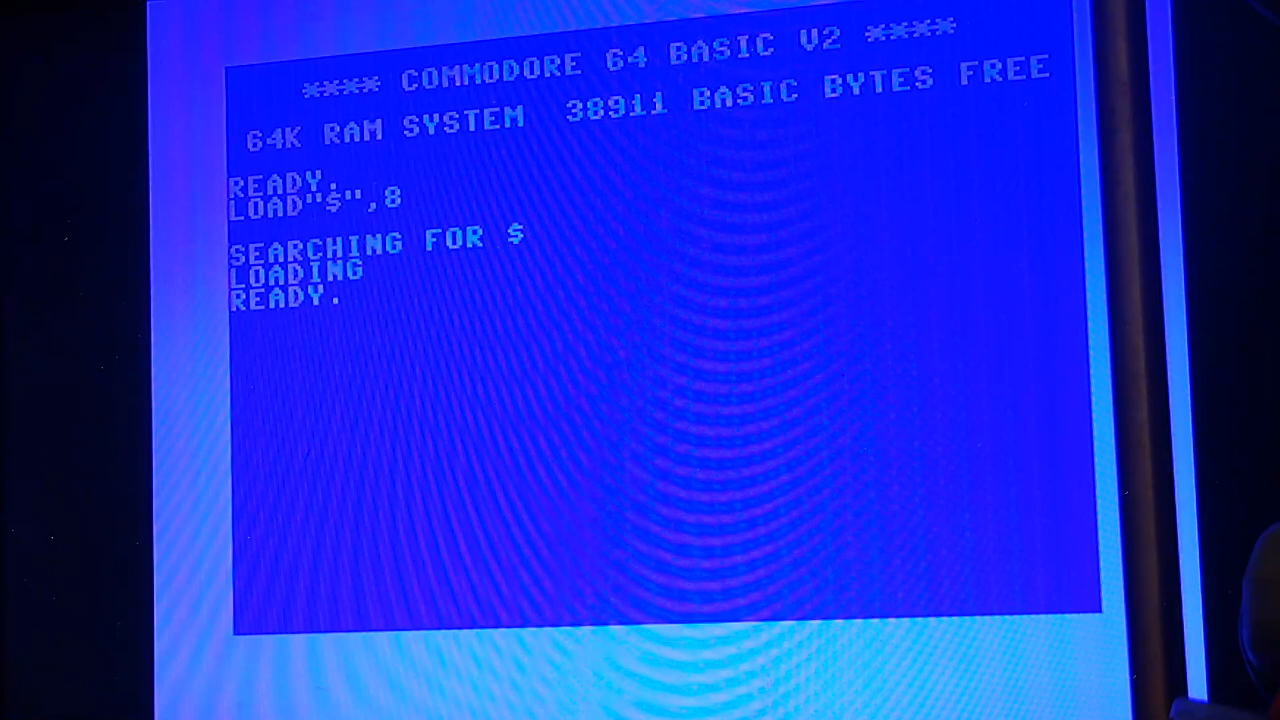 **** COMMODORE 64 BASIC V2 ****
64K RAM SYSTEM  38911 BASIC BYTES FREE
READY.
LOAD"$",8
SEARCHING FOR $
LOADING
READY.